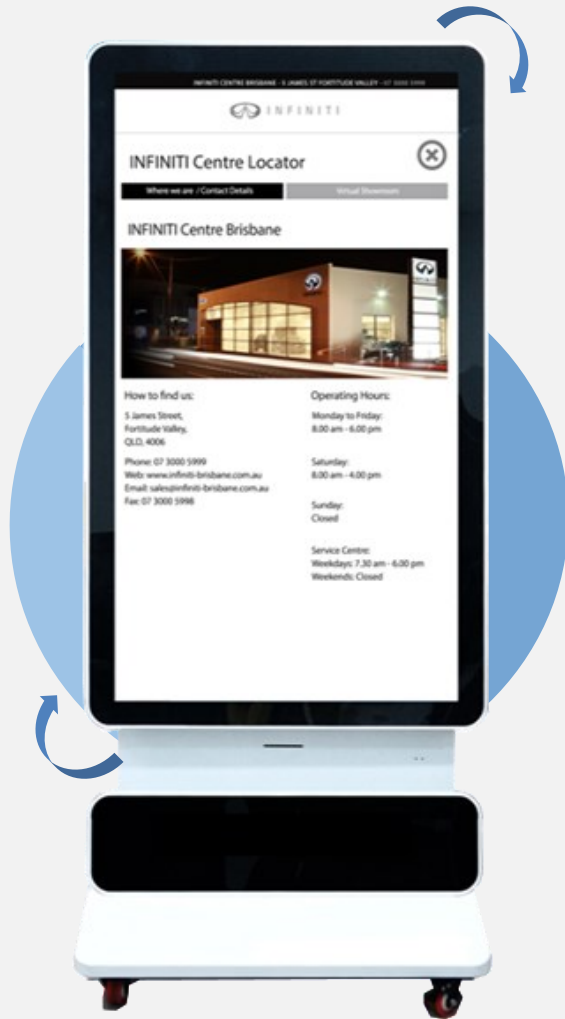 INFINITI CENTRE BRISBANE - 5 JAMES ST FORTITUDE VALLEY - 07 3000 5999
INFINITI
INFINITI Centre Locator
Where we are / Contact Details
Virtual Showroom
INFINITI Centre Brisbane
How to find us:
5 James Street,
Fortitude Valley,
QLD, 4006
Phone: 07 3000 5999
Web: www.infiniti-brisbane.com.au
Email: sales@infiniti-brisbane.com.au
Fax: 07 3000 5998
Operating Hours:
Monday to Friday:
8.00 am - 6.00 pm
Saturday:
8.00 am - 4.00 pm
Sunday:
Closed
Service Centre:
Weekdays: 7.30 am - 6.00 pm
Weekends: Closed